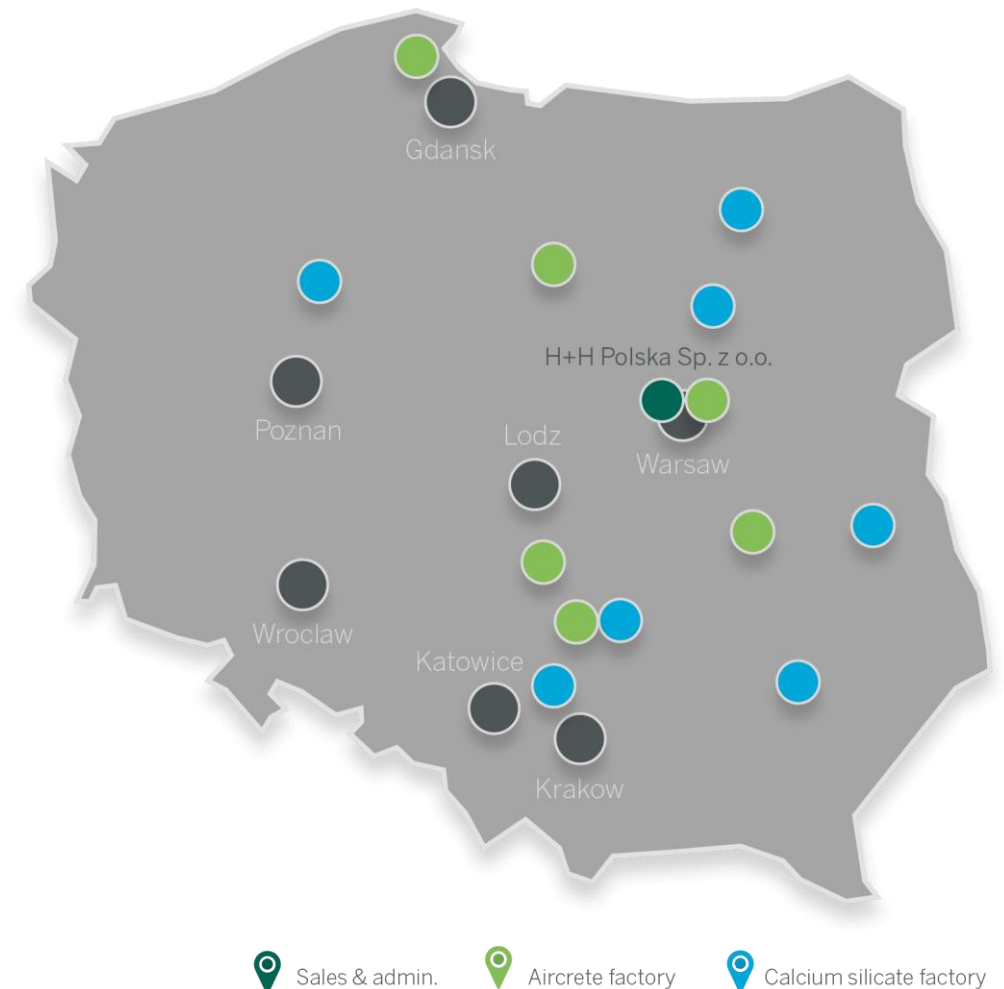 Gdansk
H+H Polska Sp. z o.o.
Poznan
Lodz
Warsaw
Wroclaw
Katowice
Krakow
Sales & admin.
Aircrete factory
Calcium silicate factory